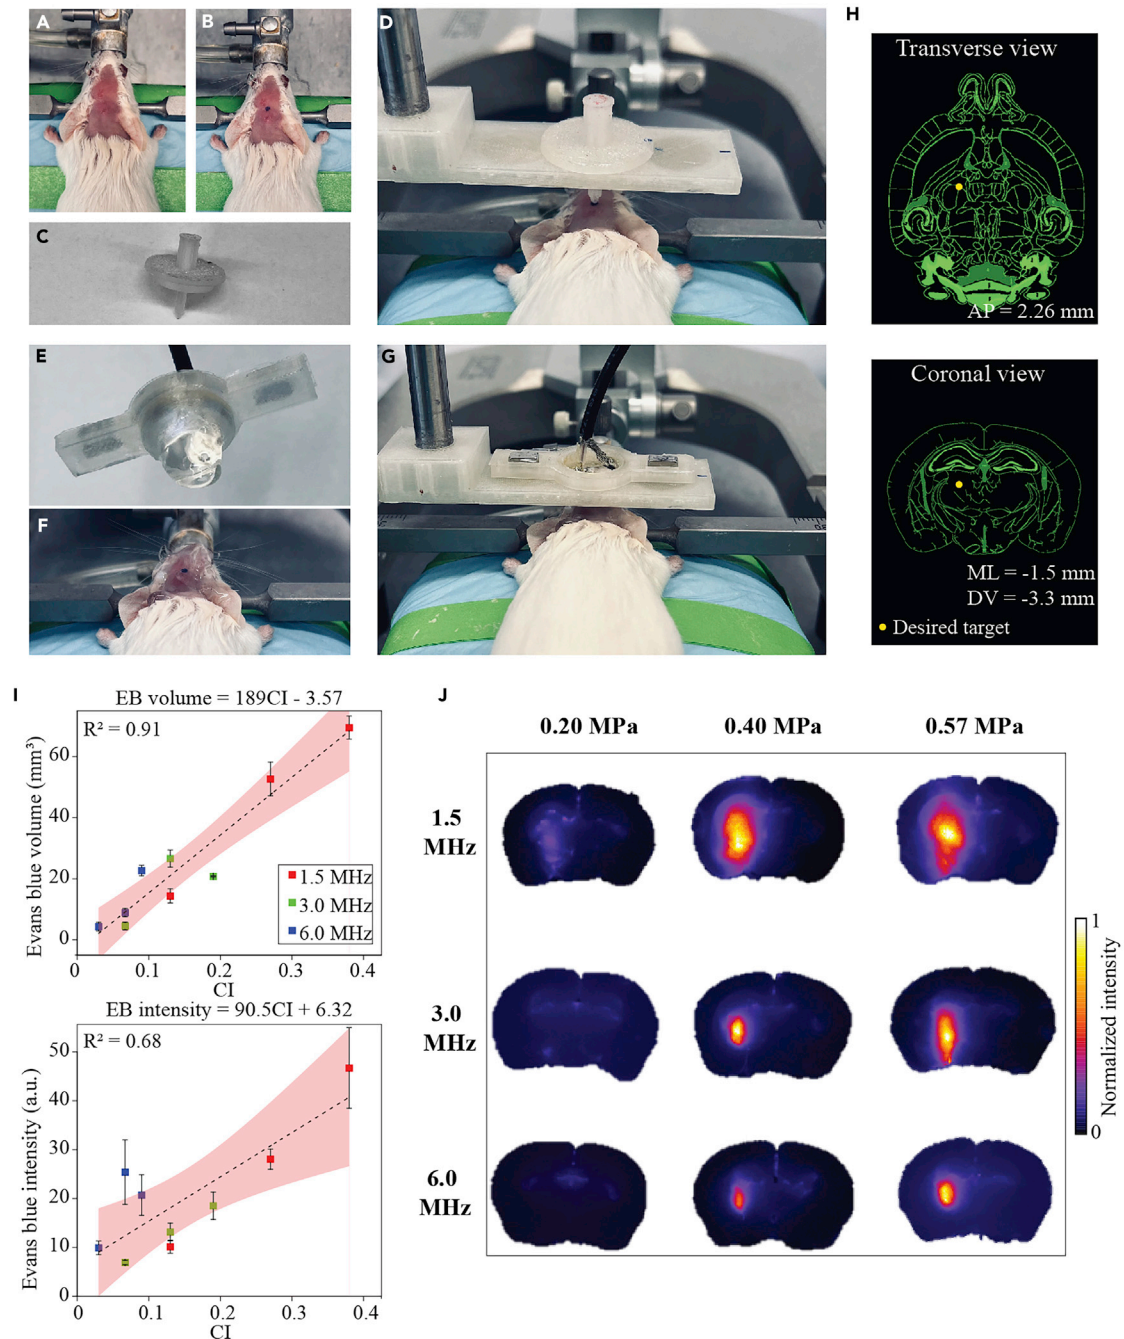 A
B
C
D
E
F
G
H
Transverse view
AP = 2.26 mm
Coronal view
ML = -1.5 mm
DV = -3.3 mm
Desired target
I
EB volume = 189CI - 3.57
R² = 0.91
Evans blue volume (mm³)
60
40
20
0
1.5 MHz
3.0 MHz
6.0 MHz
0
0.1
0.2
0.3
0.4
CI
EB intensity = 90.5CI + 6.32
R² = 0.68
Evans blue intensity (a.u.)
50
40
30
20
10
0
0
0.1
0.2
0.3
0.4
CI
J
0.20 MPa
0.40 MPa
0.57 MPa
1.5
MHz
3.0
MHz
6.0
MHz
1
0
Normalized intensity